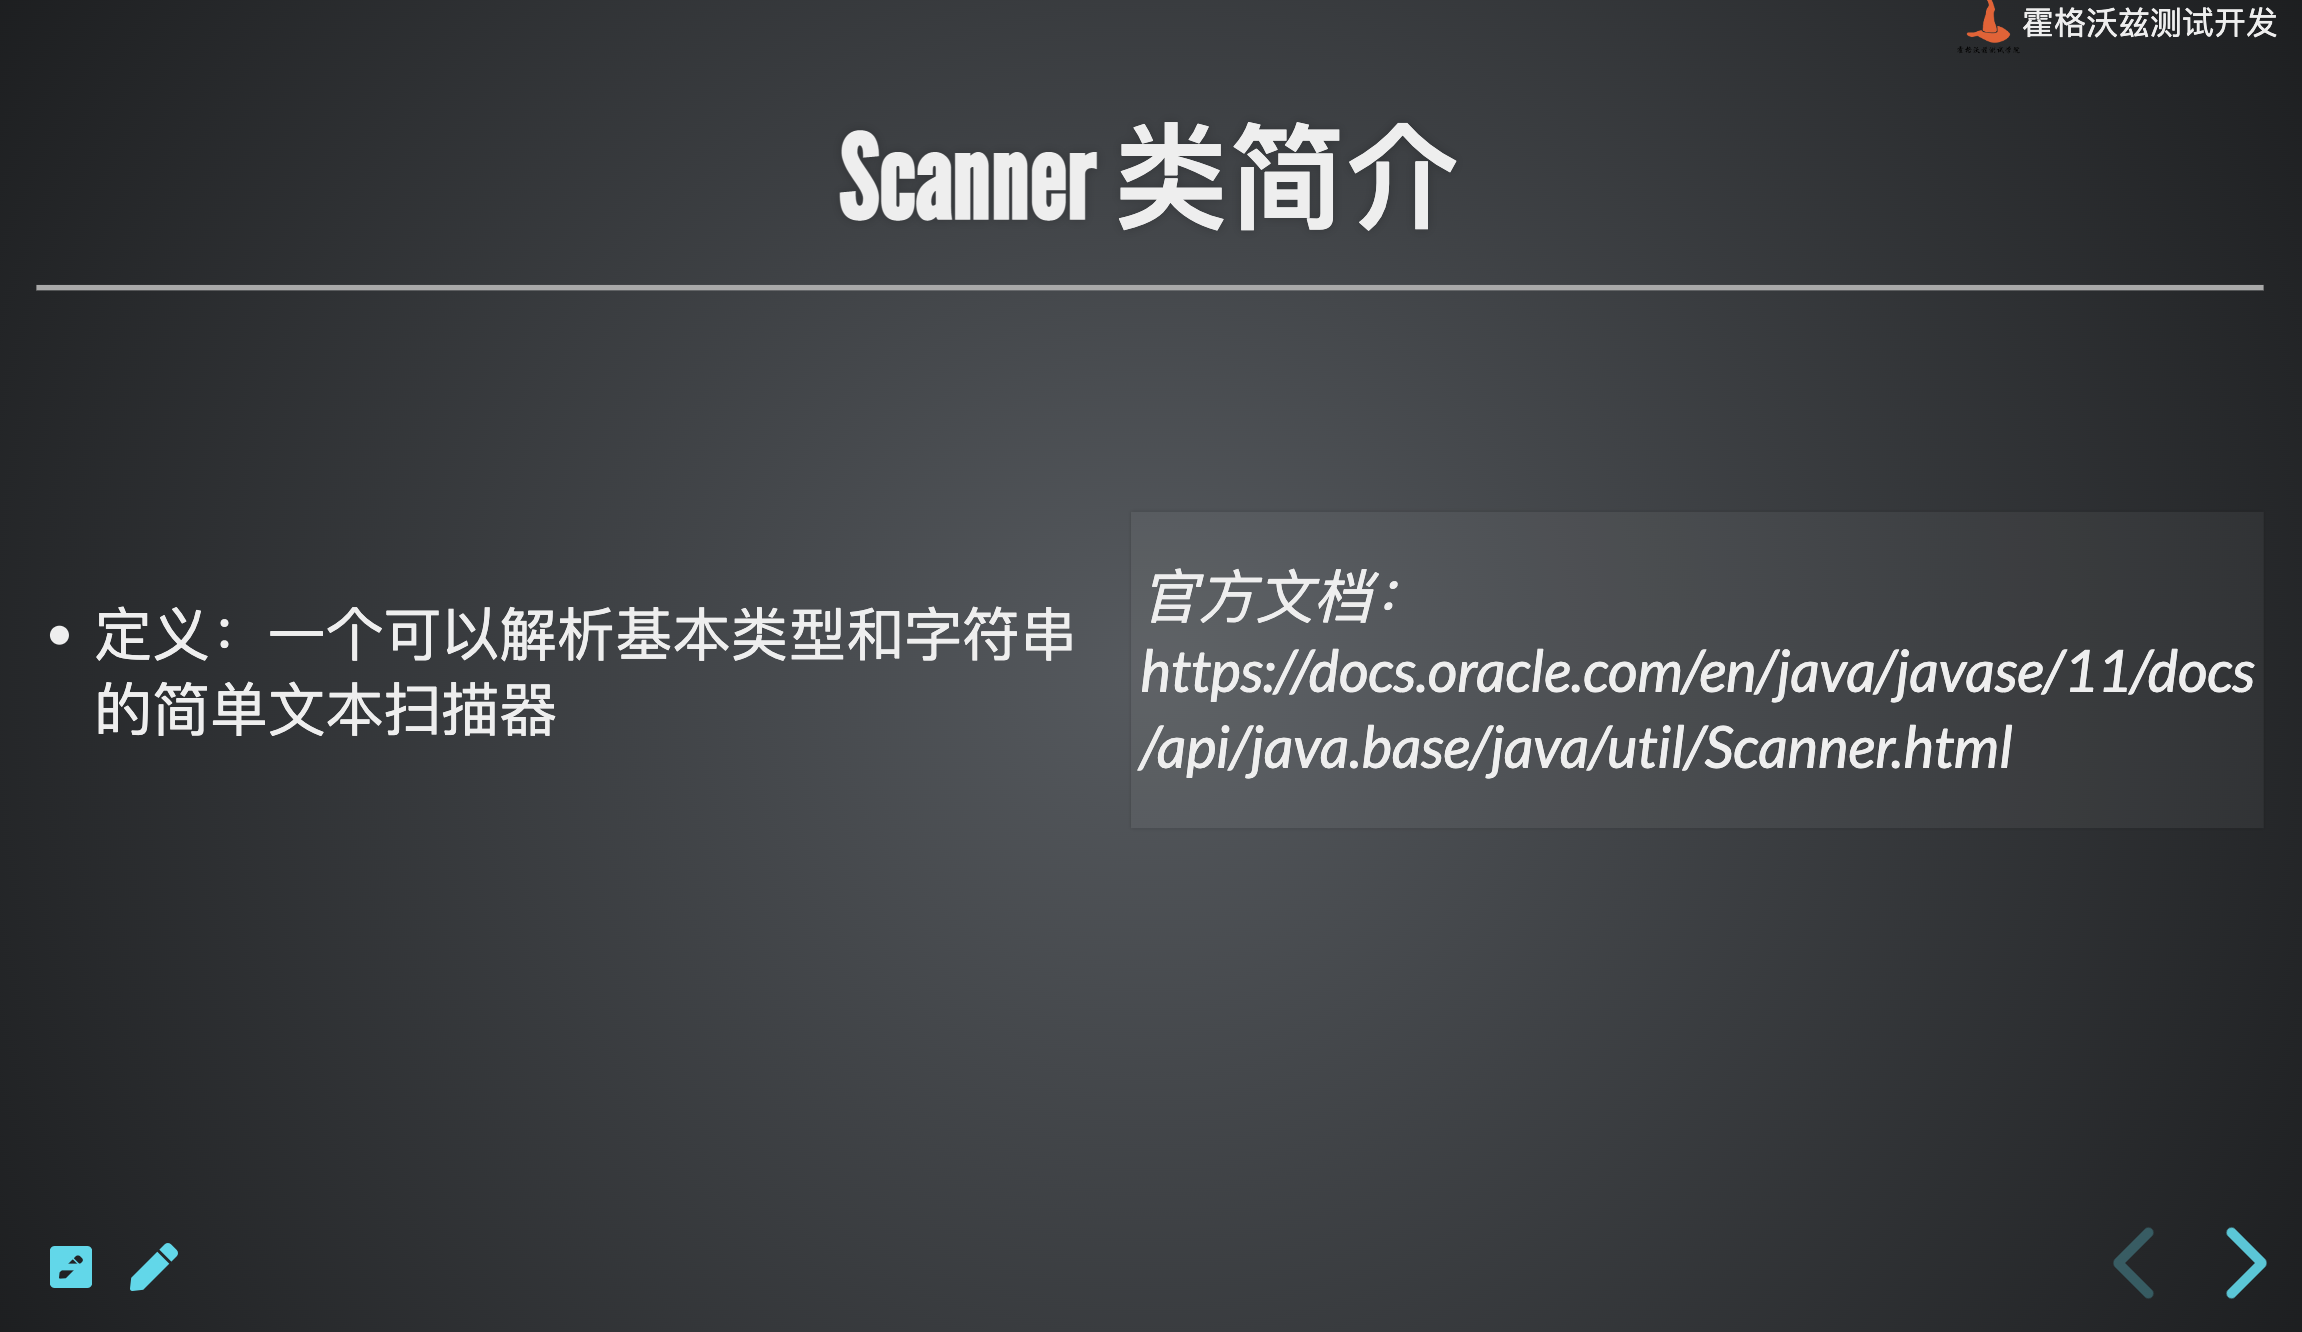 霍格沃兹测试开发
Scanner 类简介
定义：一个可以解析基本类型和字符串
的简单文本扫描器
官方文档：
https://docs.oracle.com/en/java/javase/11/docs
/api/java.base/java/util/Scanner.html